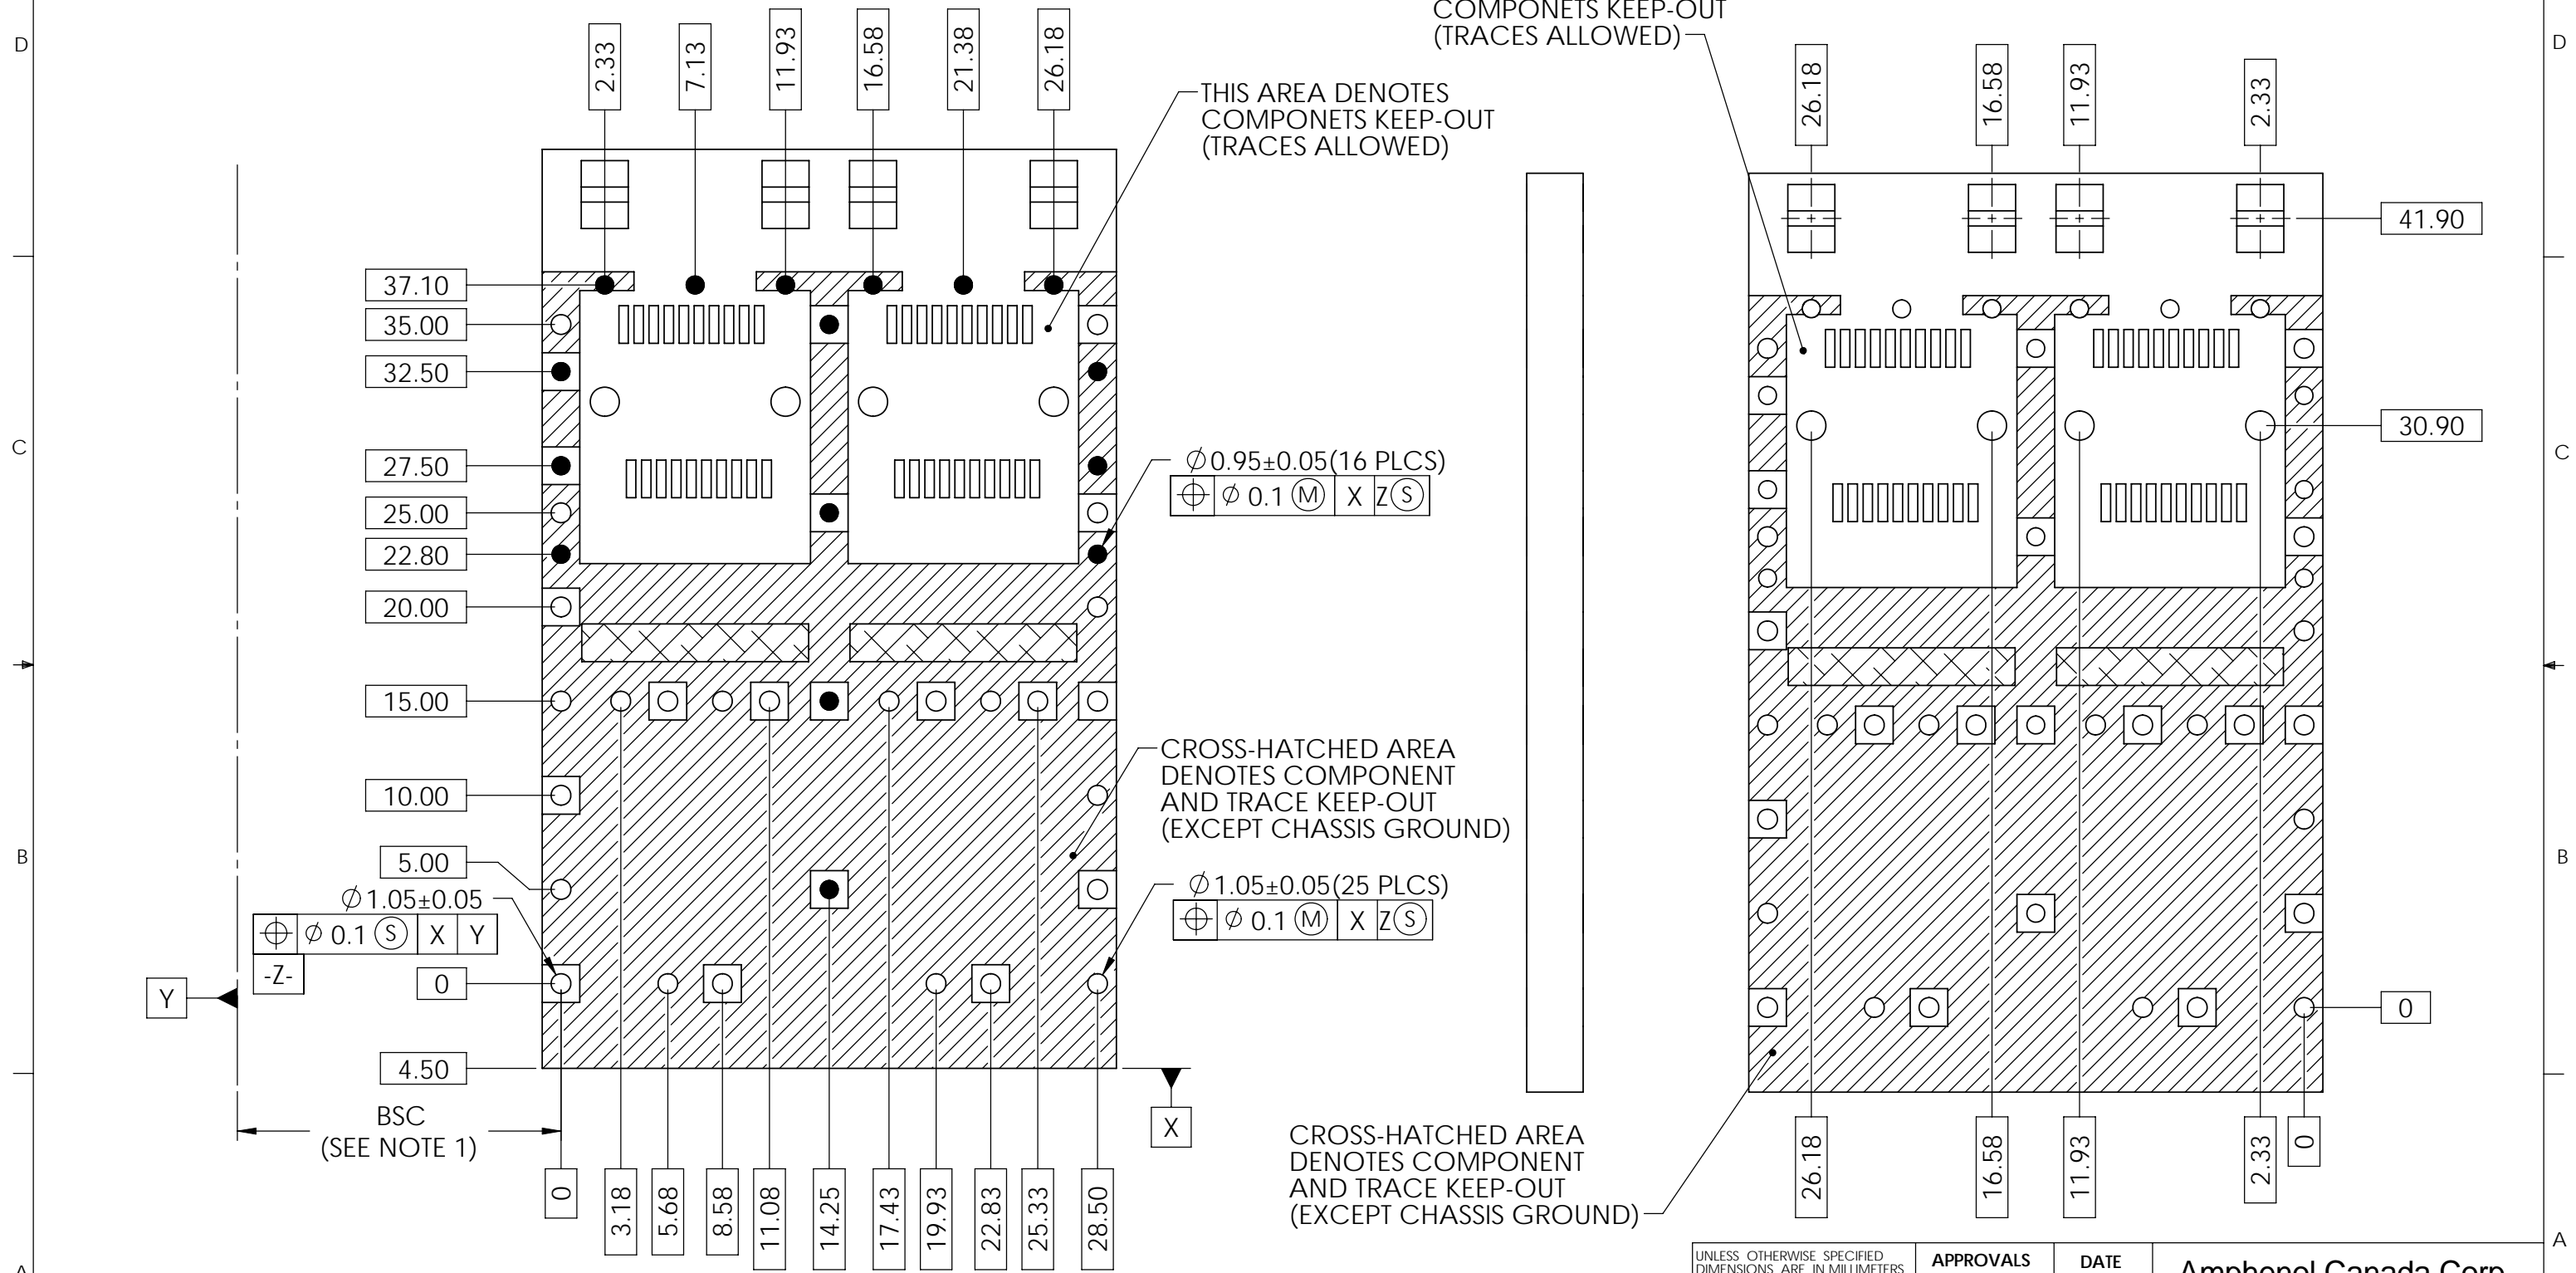 D
D
2.33
7.13
11.93
16.58
21.38
26.18
COMPONETS KEEP-OUT
(TRACES ALLOWED)
26.18
16.58
11.93
2.33
THIS AREA DENOTES
COMPONETS KEEP-OUT
(TRACES ALLOWED)
41.90
37.10
35.00
32.50
30.90
C
C
27.50
25.00
22.80
20.00
15.00
10.00
5.00
0
4.50
∅0.95±0.05(16 PLCS)
⌖ ∅ 0.1 Ⓜ X ZⓈ
CROSS-HATCHED AREA
DENOTES COMPONENT
AND TRACE KEEP-OUT
(EXCEPT CHASSIS GROUND)
B
B
∅1.05±0.05
⌖ ∅ 0.1 Ⓢ X Y
-Z-
∅1.05±0.05(25 PLCS)
⌖ ∅ 0.1 Ⓜ X ZⓈ
Y
0
X
BSC
(SEE NOTE 1)
0
3.18
5.68
8.58
11.08
14.25
17.43
19.93
22.83
25.33
28.50
CROSS-HATCHED AREA
DENOTES COMPONENT
AND TRACE KEEP-OUT
(EXCEPT CHASSIS GROUND)
26.18
16.58
11.93
2.33
0
A
A
UNLESS OTHERWISE SPECIFIED
DIMENSIONS ARE IN MILLIMETERS
APPROVALS
DATE
Amphenol Canada Corp